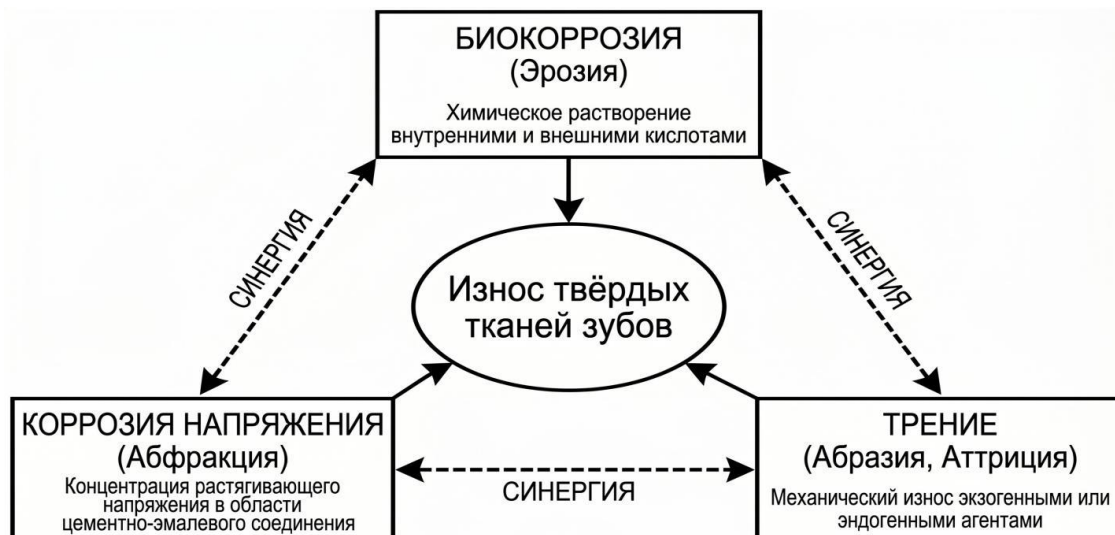 БИОКОРРОЗИЯ
(Эрозия)
Химическое растворение
внутренними и внешними кислотами
СИНЕРГИЯ
СИНЕРГИЯ
Износ твёрдых
тканей зубов
КОРРОЗИЯ НАПРЯЖЕНИЯ
(Абфракция)
Концентрация растягивающего
напряжения в области
цементно-эмалевого соединения
СИНЕРГИЯ
ТРЕНИЕ
(Абразия, Аттриция)
Механический износ экзогенными или
эндогенными агентами